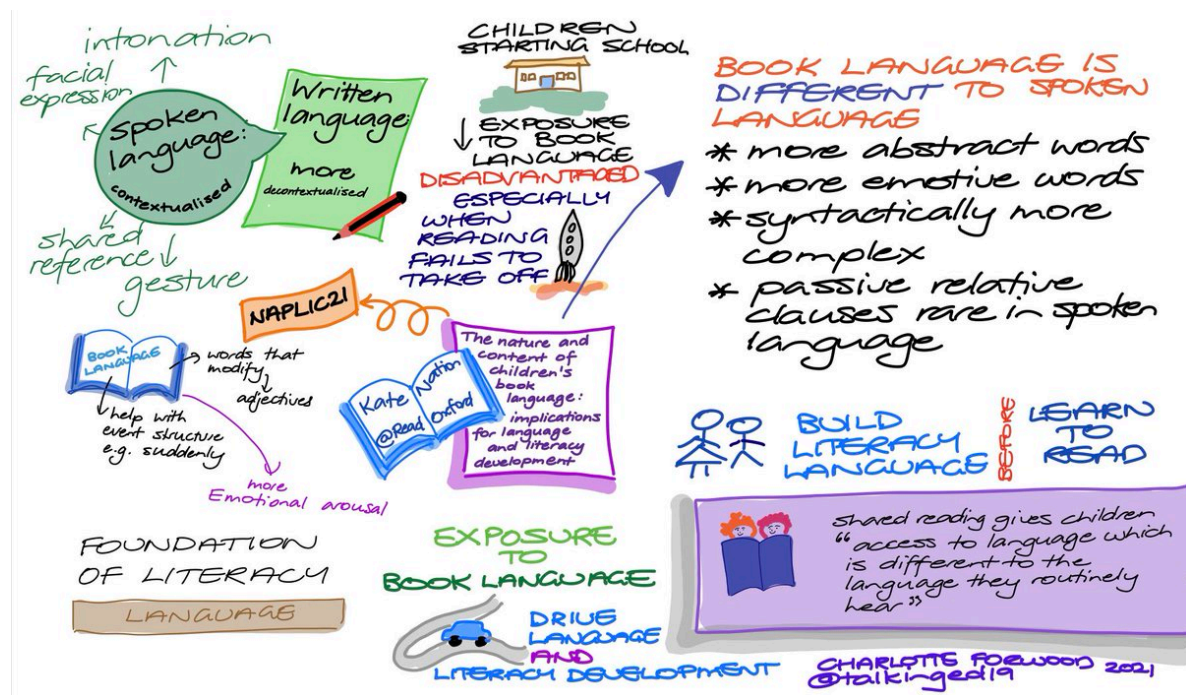 intonation
facial
expression
spoken
language:
contextualised
shared
reference
gesture
Written
language:
more
decontextualised
CHILDREN
STARTING SCHOOL
↓ EXPOSURE
TO BOOK
LANGUAGE
DISADVANTAGED
ESPECIALLY
WHEN
READING
FAILS TO
TAKE OFF
BOOK LANGUAGE IS
DIFFERENT TO SPOKEN
LANGUAGE
* more abstract words
* more emotive words
* syntactically more
complex
* passive relative
clauses rare in spoken
language
NAPLIC21
BOOK
LANGUAGE
words that
modify
adjectives
help with
event structure
e.g. suddenly
more
Emotional arousal
Kate Nation
@Read Oxford
The nature and
content of
children's
book
language:
implications
for language
and literacy
development
BUILD
LITERACY
LANGUAGE
BEFORE
LEARN
TO
READ
FOUNDATION
OF LITERACY
LANGUAGE
EXPOSURE
TO
BOOK LANGUAGE
DRIVE
LANGUAGE
AND
LITERACY DEVELOPMENT
shared reading gives children
"access to language which
is different to the
language they routinely
hear"
CHARLOTTE FORWOOD 2021
@talkinged19